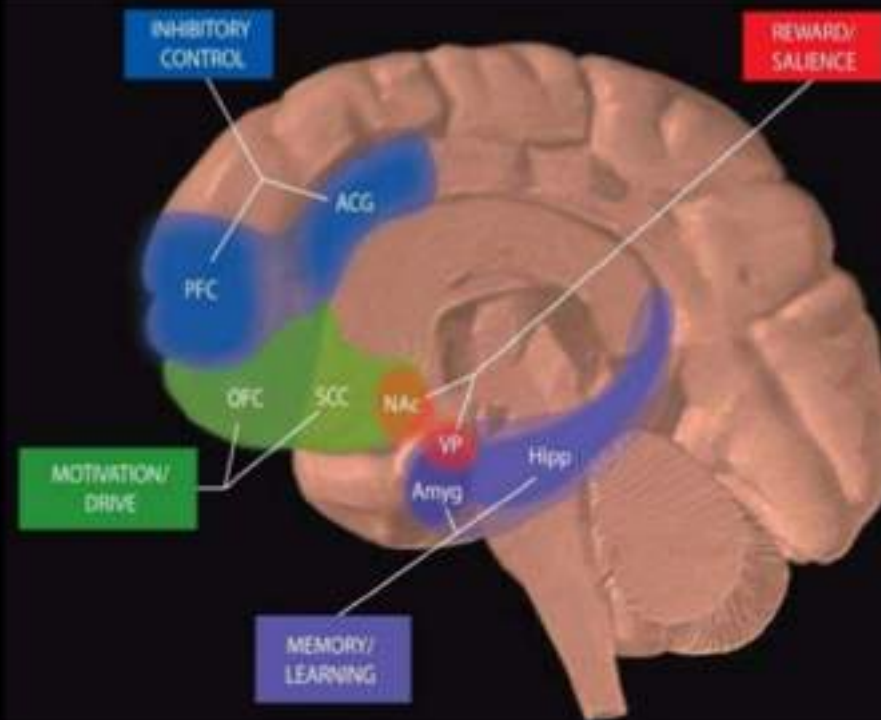 INHIBITORY
CONTROL
REWARD/
SALIENCE
ACG
PFC
OFC
SCC
NAc
VP
Hipp
Amyg
MOTIVATION/
DRIVE
MEMORY/
LEARNING